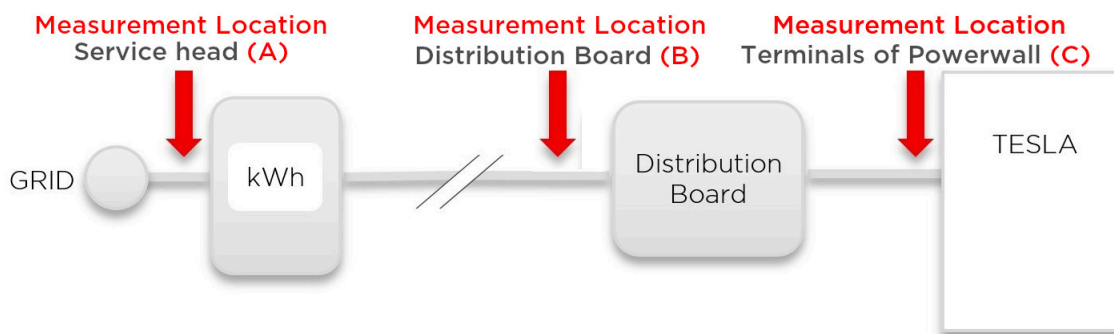 Measurement Location
Service head (A)
Measurement Location
Distribution Board (B)
Measurement Location
Terminals of Powerwall (C)
GRID
kWh
Distribution
Board
TESLA